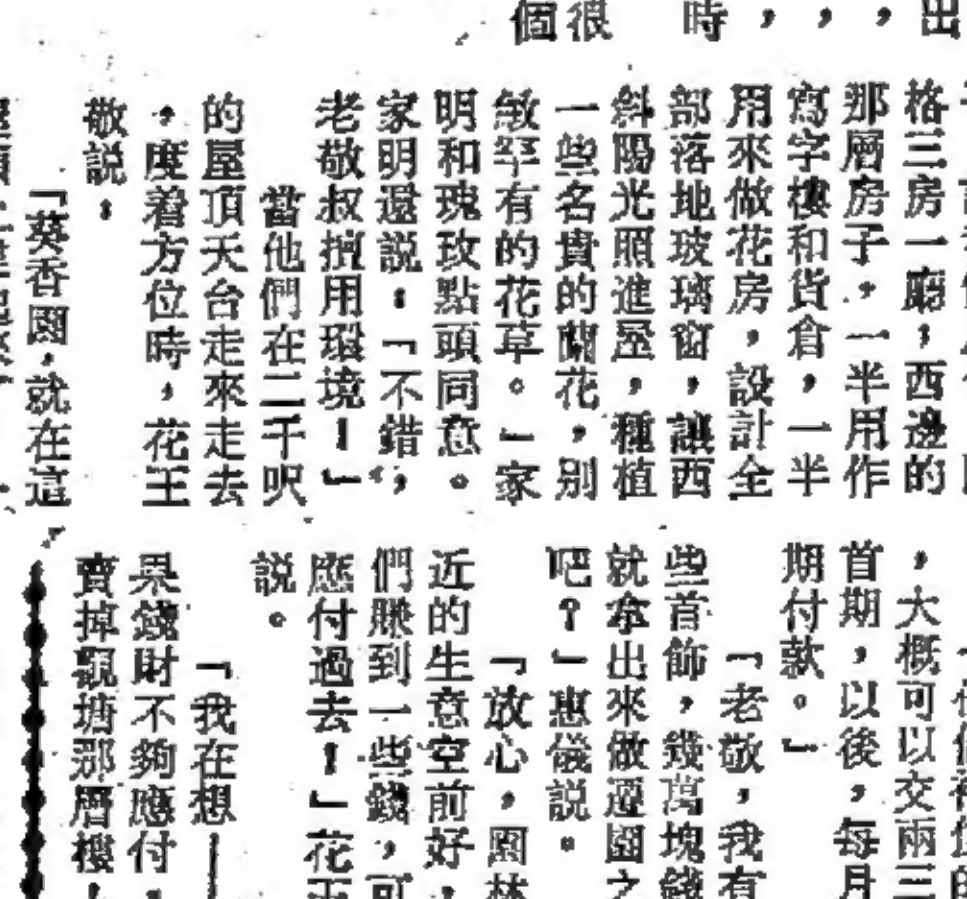 出
，
，
，
時
很
個
格三房一廳，西邊的
那層房子，一半用作
寫字樓和貨倉，一半
用來做花房，設計全
部落地玻璃窗，讓西
斜陽光照進屋，種植
一些名貴的蘭花，別
緻罕有的花草。」家
明和瑰玫點頭同意。
家明還説：「不錯，
老敬叔擅用環境！」
當他們在二千呎
的屋頂天台走來走去
，度着方位時，花王
敬説：
「葵香園，就在這
，大概可以交兩三
首期，以後，每月
期付款。」
「老敬，我有
些首飾，幾萬塊錢
就拿出來做遷園之
吧？」惠儀説。
「放心，園林
近的生意空前好，
們賺到一些錢，可
應付過去！」花王
説。
「我在想—
果錢財不夠應付，
賣掉觀塘那層樓，